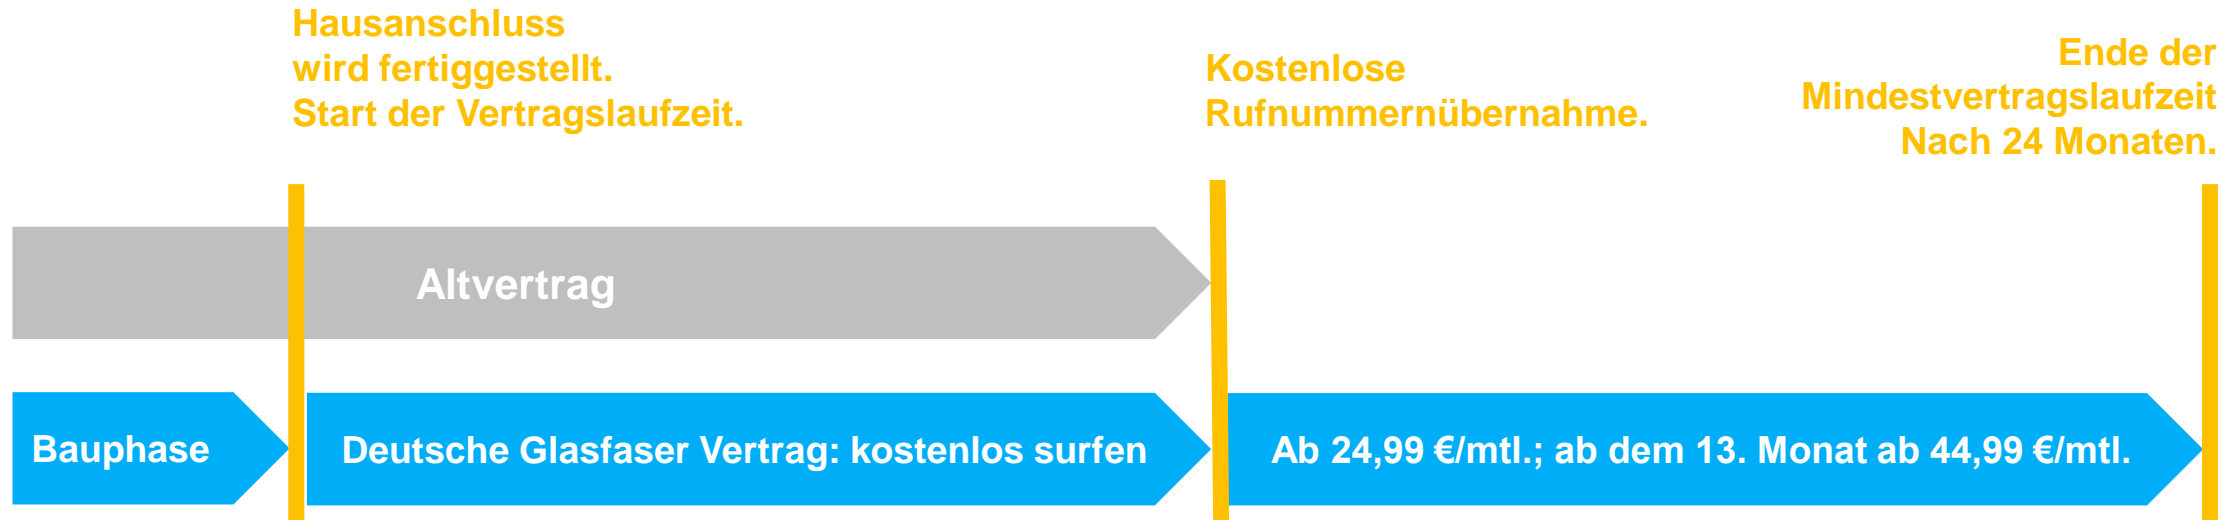 Hausanschluss
wird fertiggestellt.
Start der Vertragslaufzeit.
Kostenlose
Rufnummernübernahme.
Ende der
Mindestvertragslaufzeit
Nach 24 Monaten.
Altvertrag
Bauphase
Deutsche Glasfaser Vertrag: kostenlos surfen
Ab 24,99 €/mtl.; ab dem 13. Monat ab 44,99 €/mtl.